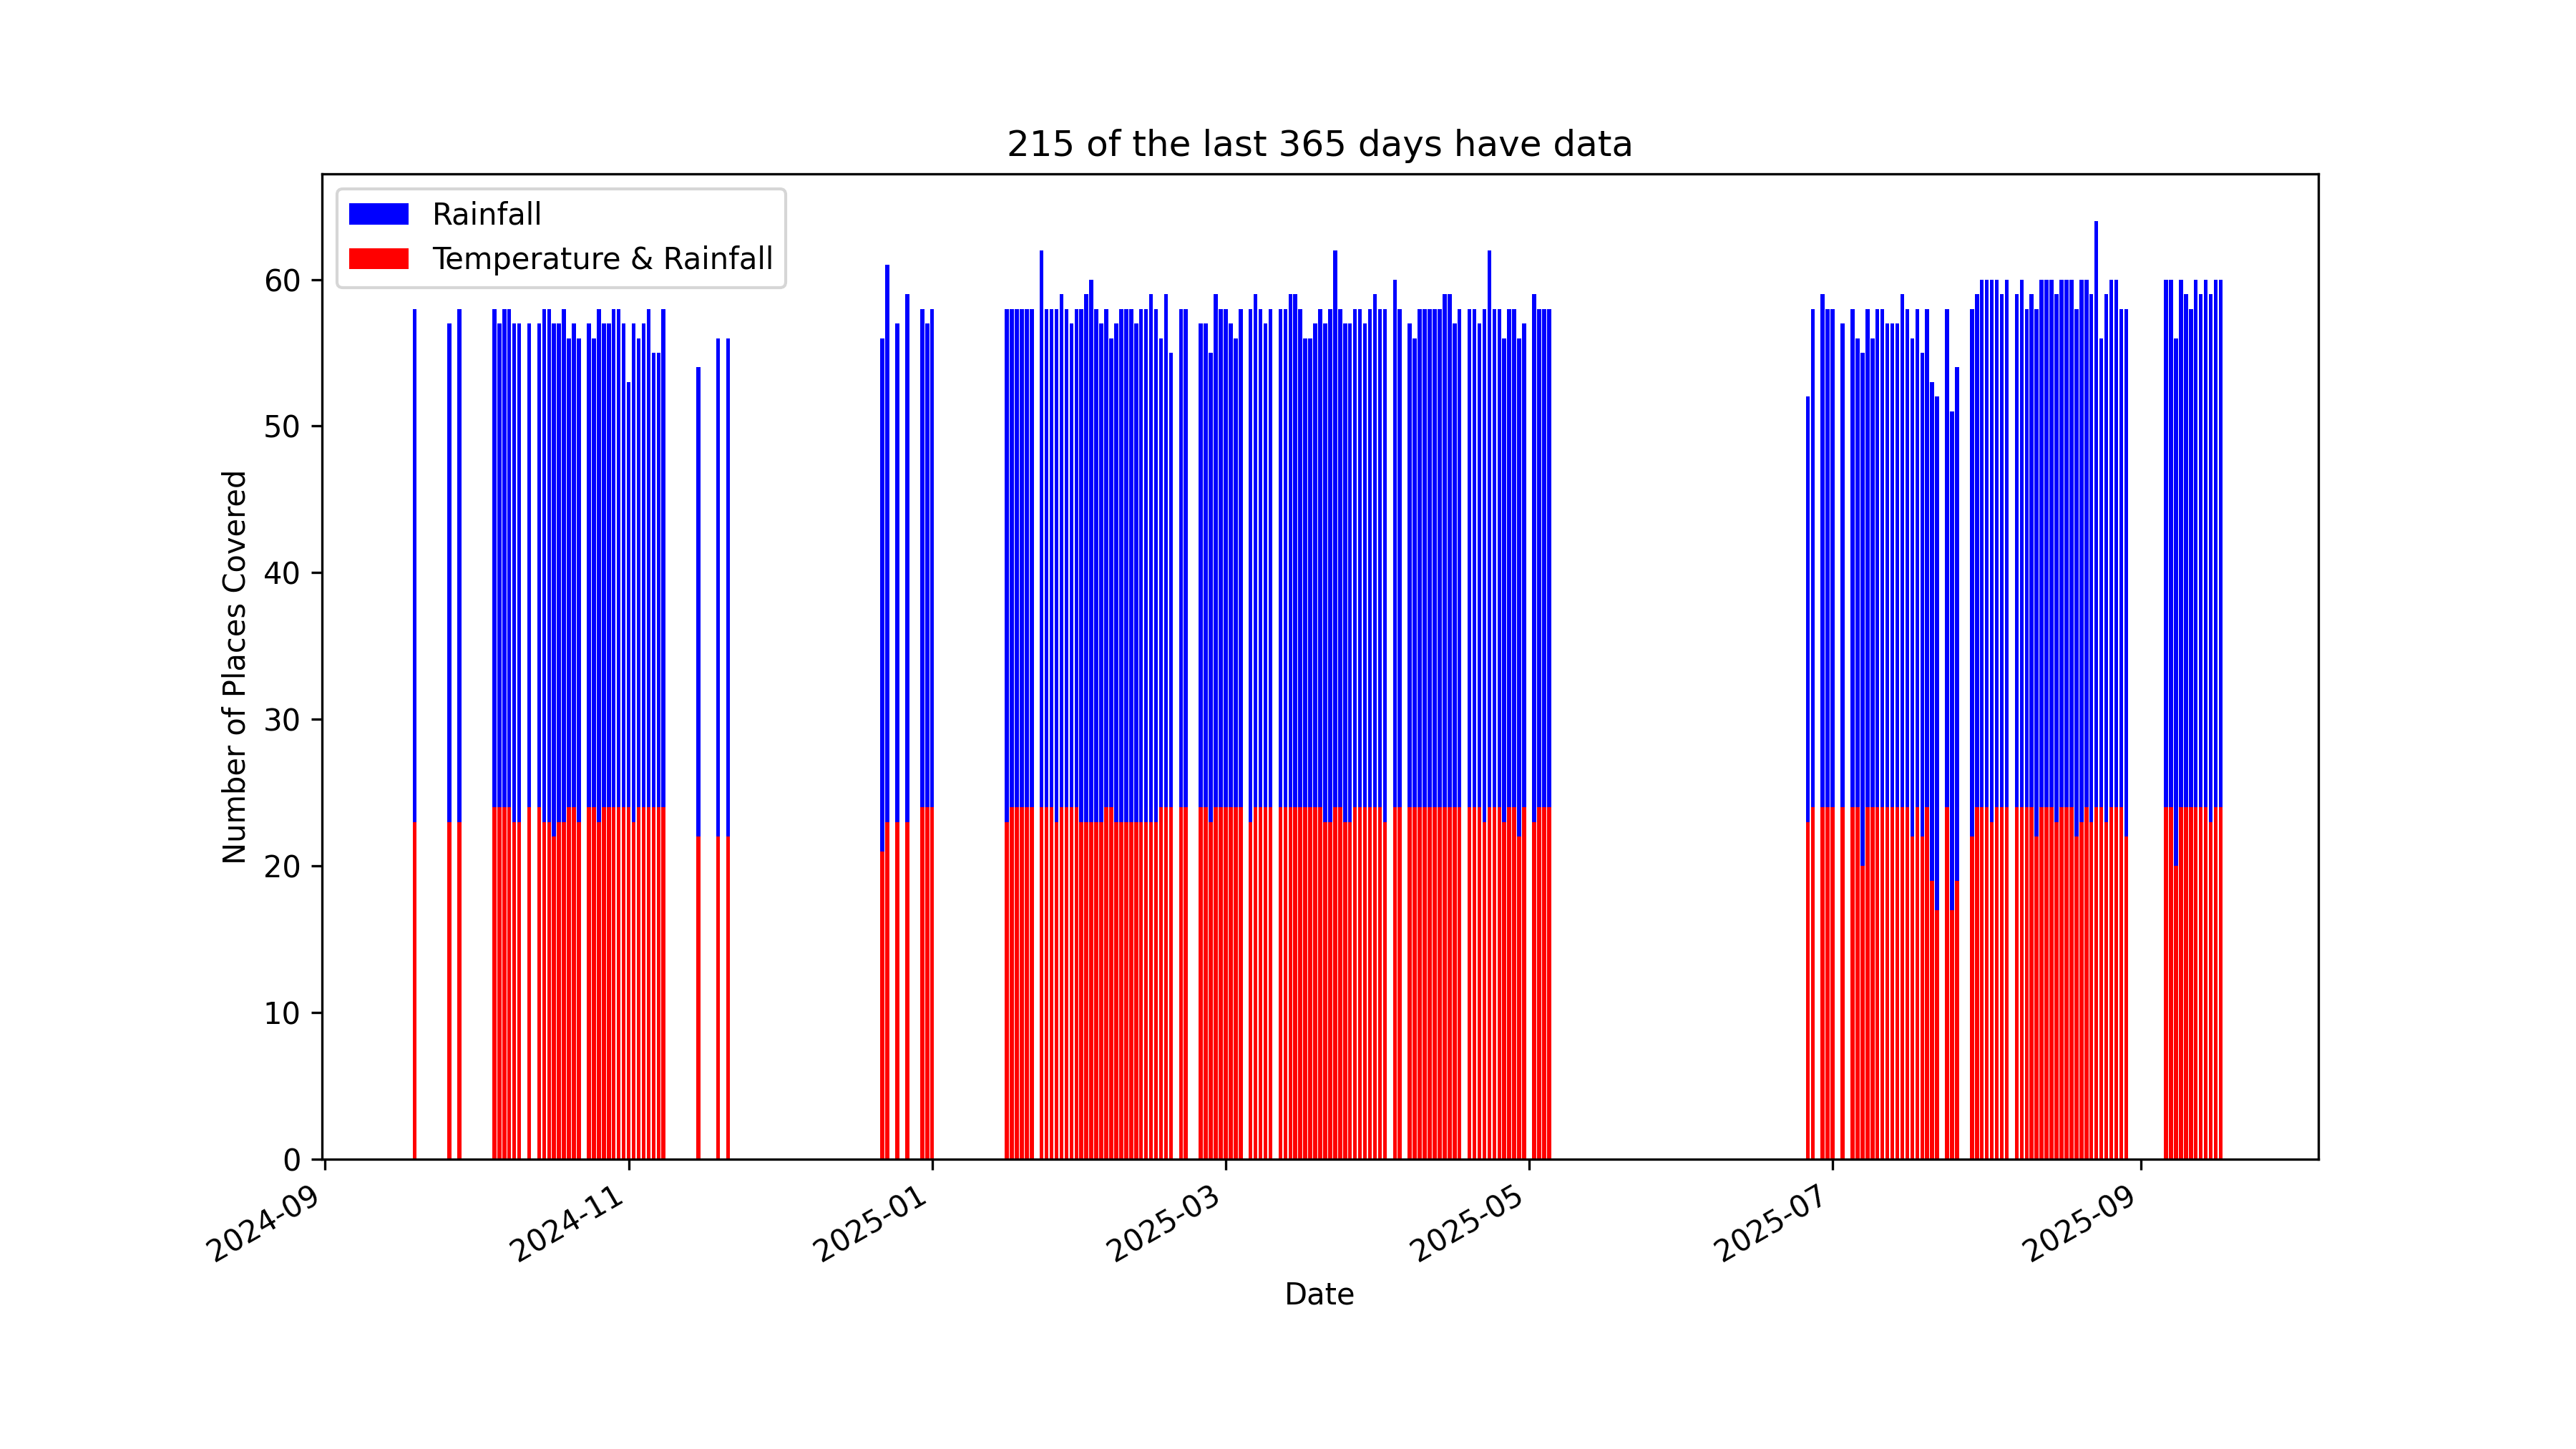 215 of the last 365 days have data
Rainfall
Temperature & Rainfall
Number of Places Covered
60
50
40
30
20
10
0
2024-09
2024-11
2025-01
2025-03
2025-05
2025-07
2025-09
Date